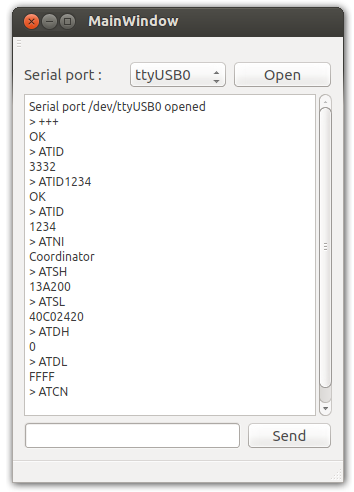 MainWindow
Serial port :
ttyUSB0
Open
Serial port /dev/ttyUSB0 opened
> +++
OK
> ATID
3332
> ATID1234
OK
> ATID
1234
> ATNI
Coordinator
> ATSH
13A200
> ATSL
40C02420
> ATDH
0
> ATDL
FFFF
> ATCN
Send